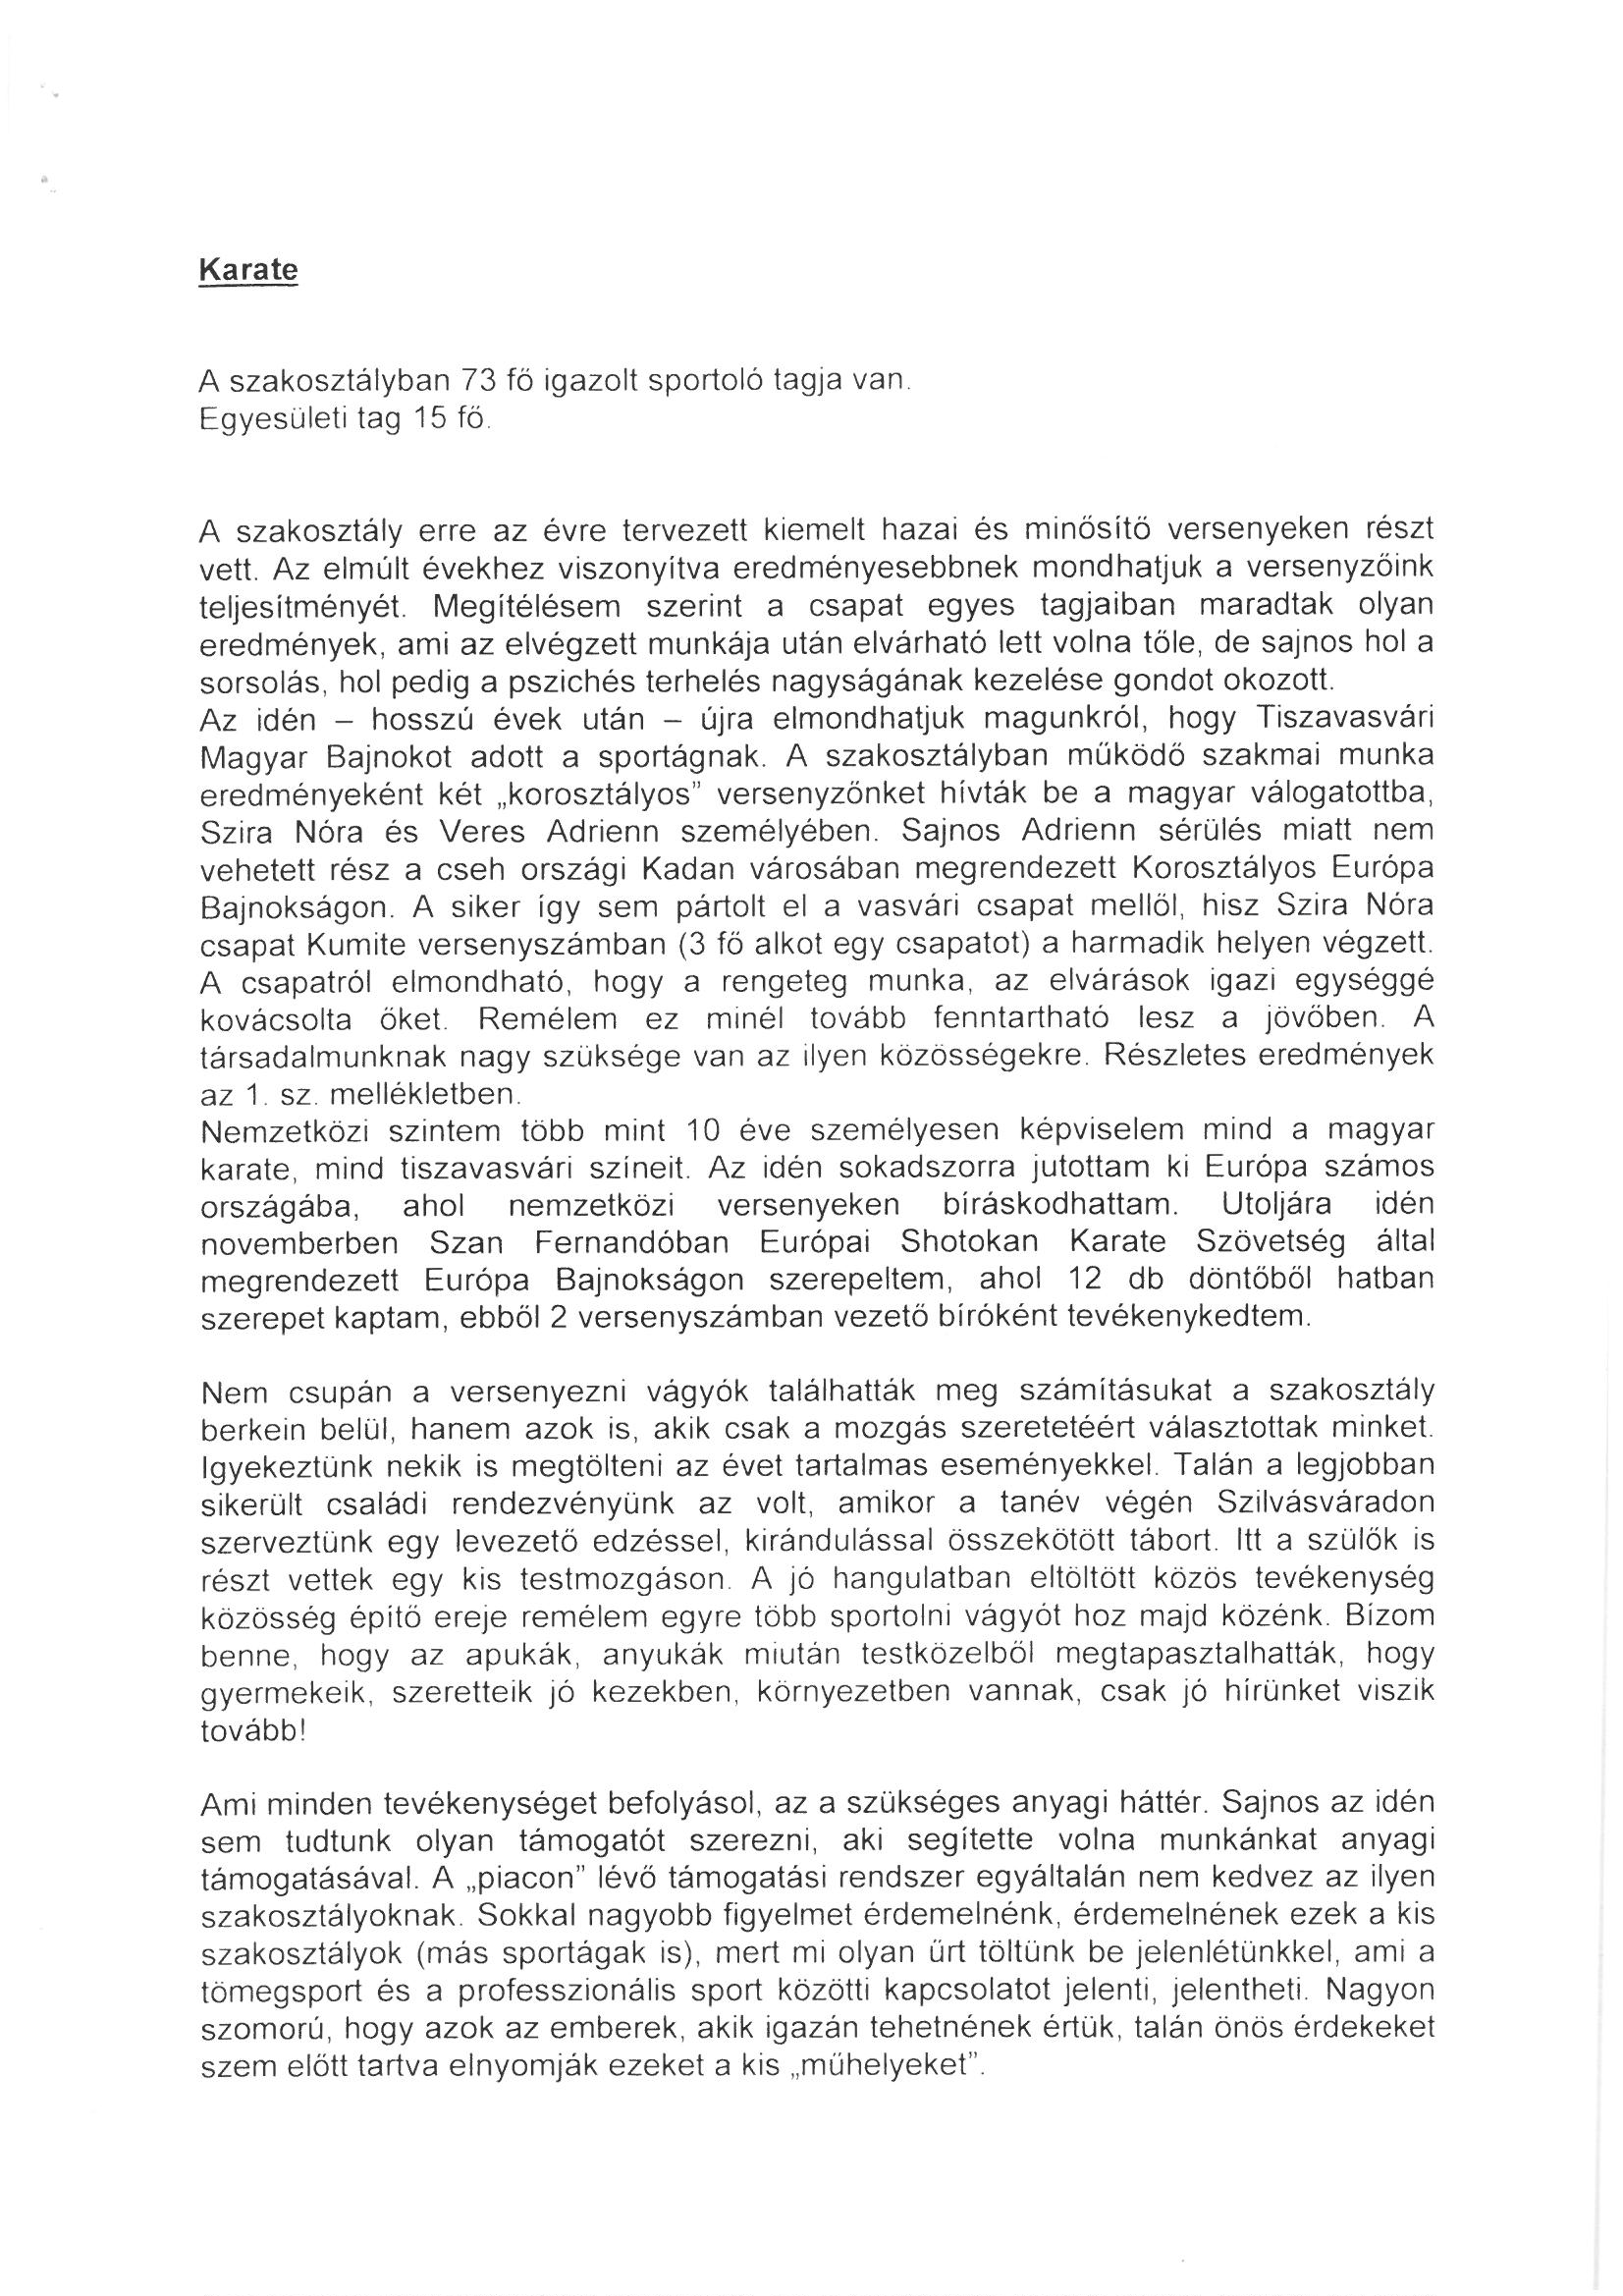 Karate
A szakosztályban 73 fő igazolt sportoló tagja van.
Egyesületi tag 15 fő.
A szakosztály erre az évre tervezett kiemelt hazai és minősítő versenyeken részt
vett. Az elmúlt évekhez viszonyítva eredményesebbnek mondhatjuk a versenyzőink
teljesítményét. Megítélésem szerint a csapat egyes tagjaiban maradtak olyan
eredmények, ami az elvégzett munkája után elvárható lett volna tőle, de sajnos hol a
sorsolás, hol pedig a pszichés terhelés nagyságának kezelése gondot okozott.
Az idén – hosszú évek után – újra elmondhatjuk magunkról, hogy Tiszavasvári
Magyar Bajnokot adott a sportágnak. A szakosztályban működő szakmai munka
eredményeként két „korosztályos” versenyzőnket hívták be a magyar válogatottba,
Szira Nóra és Veres Adrienn személyében. Sajnos Adrienn sérülés miatt nem
vehetett rész a cseh országi Kadan városában megrendezett Korosztályos Európa
Bajnokságon. A siker így sem pártolt el a vasvári csapat mellől, hisz Szira Nóra
csapat Kumite versenyszámban (3 fő alkot egy csapatot) a harmadik helyen végzett.
A csapatról elmondható, hogy a rengeteg munka, az elvárások igazi egységgé
kovácsolta őket. Remélem ez minél tovább fenntartható lesz a jövőben. A
társadalmunknak nagy szüksége van az ilyen közösségekre. Részletes eredmények
az 1. sz. mellékletben.
Nemzetközi szintem több mint 10 éve személyesen képviselem mind a magyar
karate, mind tiszavasvári színeit. Az idén sokadszorra jutottam ki Európa számos
országába, ahol nemzetközi versenyeken bíráskodhattam. Utoljára idén
novemberben Szan Fernandóban Európai Shotokan Karate Szövetség által
megrendezett Európa Bajnokságon szerepeltem, ahol 12 db döntőből hatban
szerepet kaptam, ebből 2 versenyszámban vezető bíróként tevékenykedtem.
Nem csupán a versenyezni vágyók találhatták meg számításukat a szakosztály
berkein belül, hanem azok is, akik csak a mozgás szeretetéért választottak minket.
Igyekeztünk nekik is megtölteni az évet tartalmas eseményekkel. Talán a legjobban
sikerült családi rendezvényünk az volt, amikor a tanév végén Szilvásváradon
szerveztünk egy levezető edzéssel, kirándulással összekötött tábort. Itt a szülők is
részt vettek egy kis testmozgáson. A jó hangulatban eltöltött közös tevékenység
közösség építő ereje remélem egyre több sportolni vágyót hoz majd közénk. Bízom
benne, hogy az apukák, anyukák miután testközelből megtapasztalhatták, hogy
gyermekeik, szeretteik jó kezekben, környezetben vannak, csak jó hírünket viszik
tovább!
Ami minden tevékenységet befolyásol, az a szükséges anyagi háttér. Sajnos az idén
sem tudtunk olyan támogatót szerezni, aki segítette volna munkánkat anyagi
támogatásával. A „piacon” lévő támogatási rendszer egyáltalán nem kedvez az ilyen
szakosztályoknak. Sokkal nagyobb figyelmet érdemelnénk, érdemelnének ezek a kis
szakosztályok (más sportágak is), mert mi olyan űrt töltünk be jelenlétünkkel, ami a
tömegsport és a professzionális sport közötti kapcsolatot jelenti, jelentheti. Nagyon
szomorú, hogy azok az emberek, akik igazán tehetnének értük, talán önös érdekeket
szem előtt tartva elnyomják ezeket a kis „műhelyeket”.